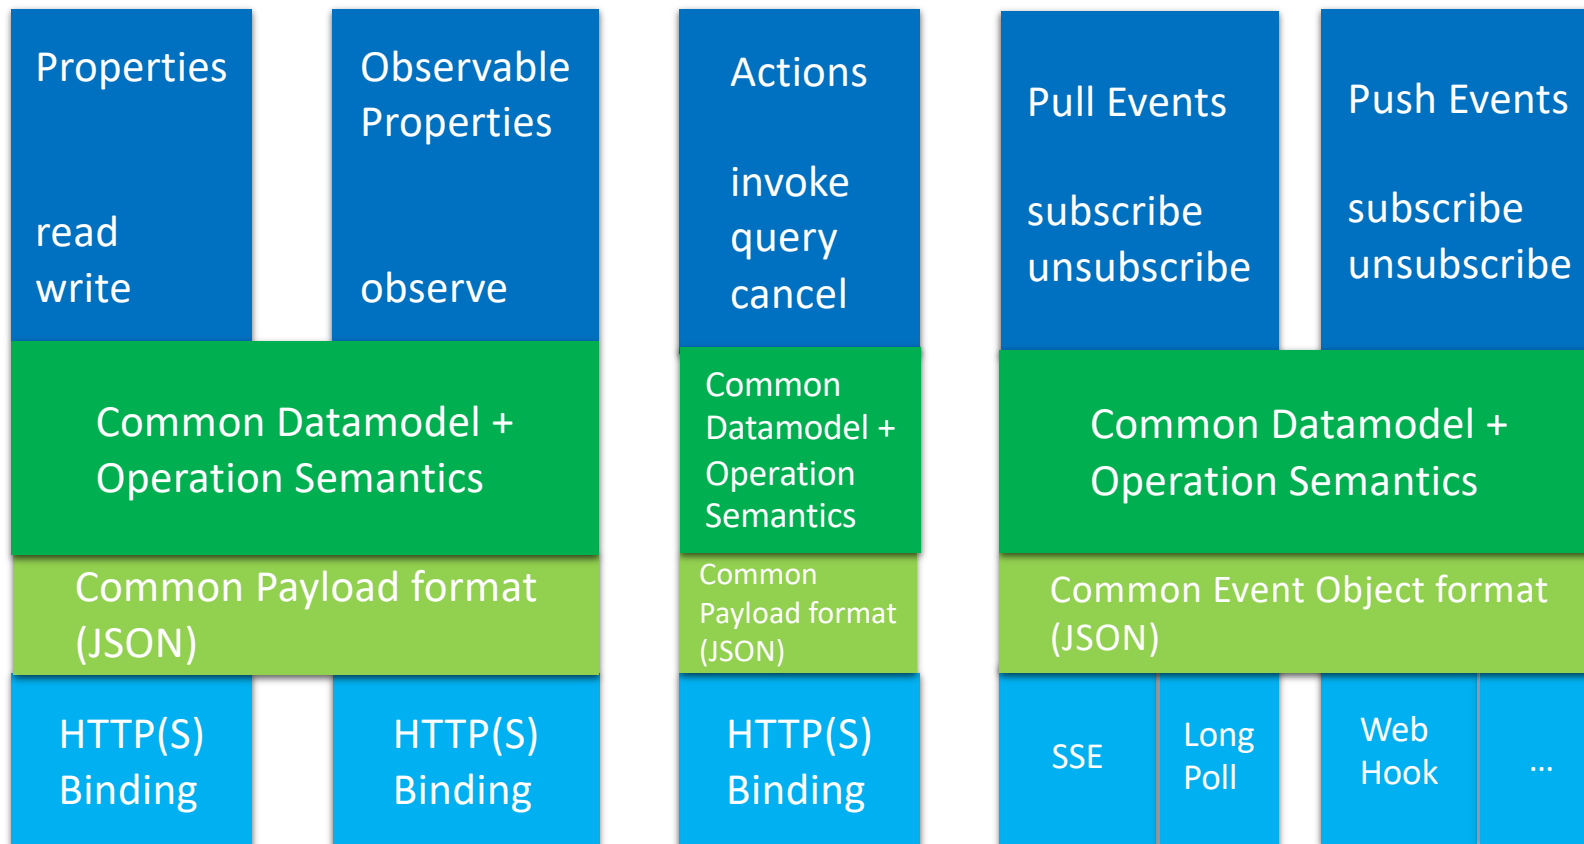 Properties
read
write
Observable
Properties
observe
Actions
invoke
query
cancel
Pull Events
subscribe
unsubscribe
Push Events
subscribe
unsubscribe
Common Datamodel +
Operation Semantics
Common
Datamodel +
Operation
Semantics
Common Datamodel +
Operation Semantics
Common Payload format
(JSON)
Common
Payload format
(JSON)
Common Event Object format
(JSON)
HTTP(S)
Binding
HTTP(S)
Binding
HTTP(S)
Binding
SSE
Long
Poll
Web
Hook
...